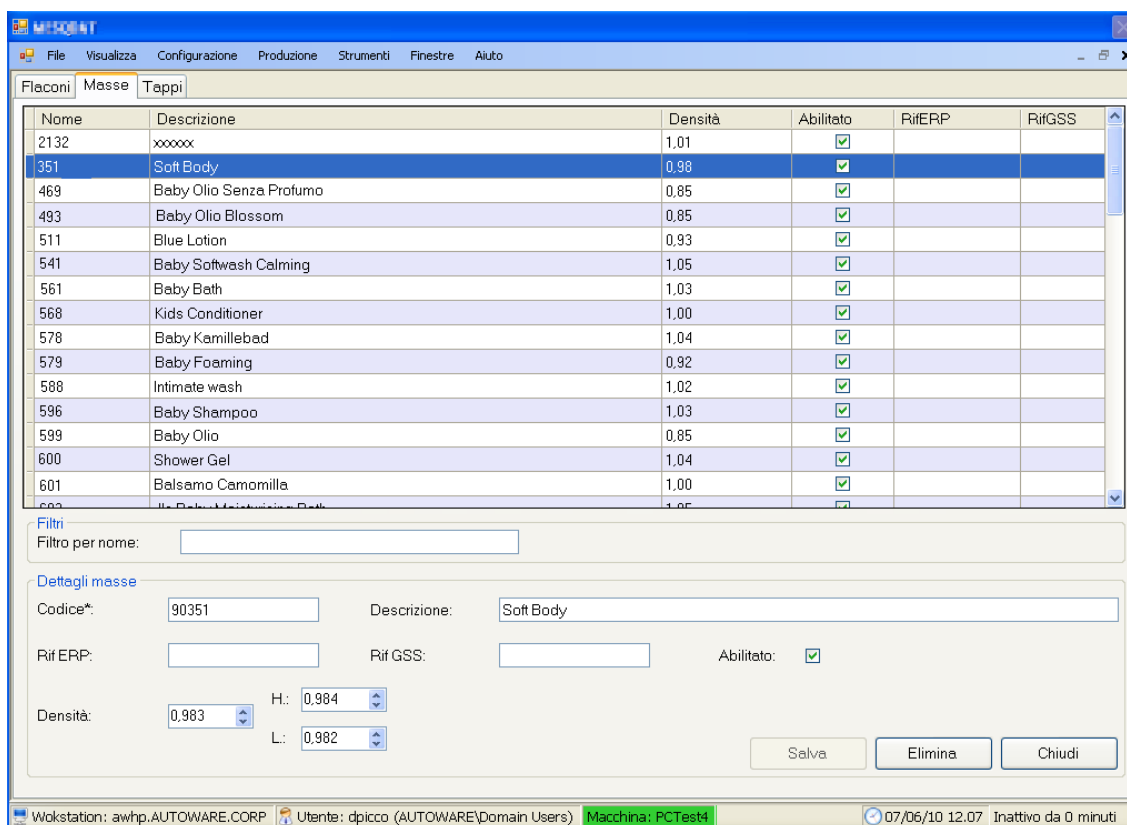 File Visualizza Configurazione Produzione Strumenti Finestre Aiuto
Flaconi Masse Tappi
Nome Descrizione Densità Abilitato RifERP RifGSS
2132 xxxxxx 1,01
351 Soft Body 0,98
469 Baby Olio Senza Profumo 0,85
493 Baby Olio Blossom 0,85
511 Blue Lotion 0,93
541 Baby Softwash Calming 1,05
561 Baby Bath 1,03
568 Kids Conditioner 1,00
578 Baby Kamillebad 1,04
579 Baby Foaming 0,92
588 Intimate wash 1,02
596 Baby Shampoo 1,03
599 Baby Olio 0,85
600 Shower Gel 1,04
601 Balsamo Camomilla 1,00
Filtri
Filtro per nome:
Dettagli masse
Codice*: 90351 Descrizione: Soft Body
Rif ERP: Rif GSS: Abilitato:
H.: 0,984
Densità: 0,983
L.: 0,982
Salva Elimina Chiudi
Wokstation: awhp.AUTOWARE.CORP Utente: dpicco (AUTOWARE\Domain Users) Macchina: PCTest4 07/06/10 12.07 Inattivo da 0 minuti